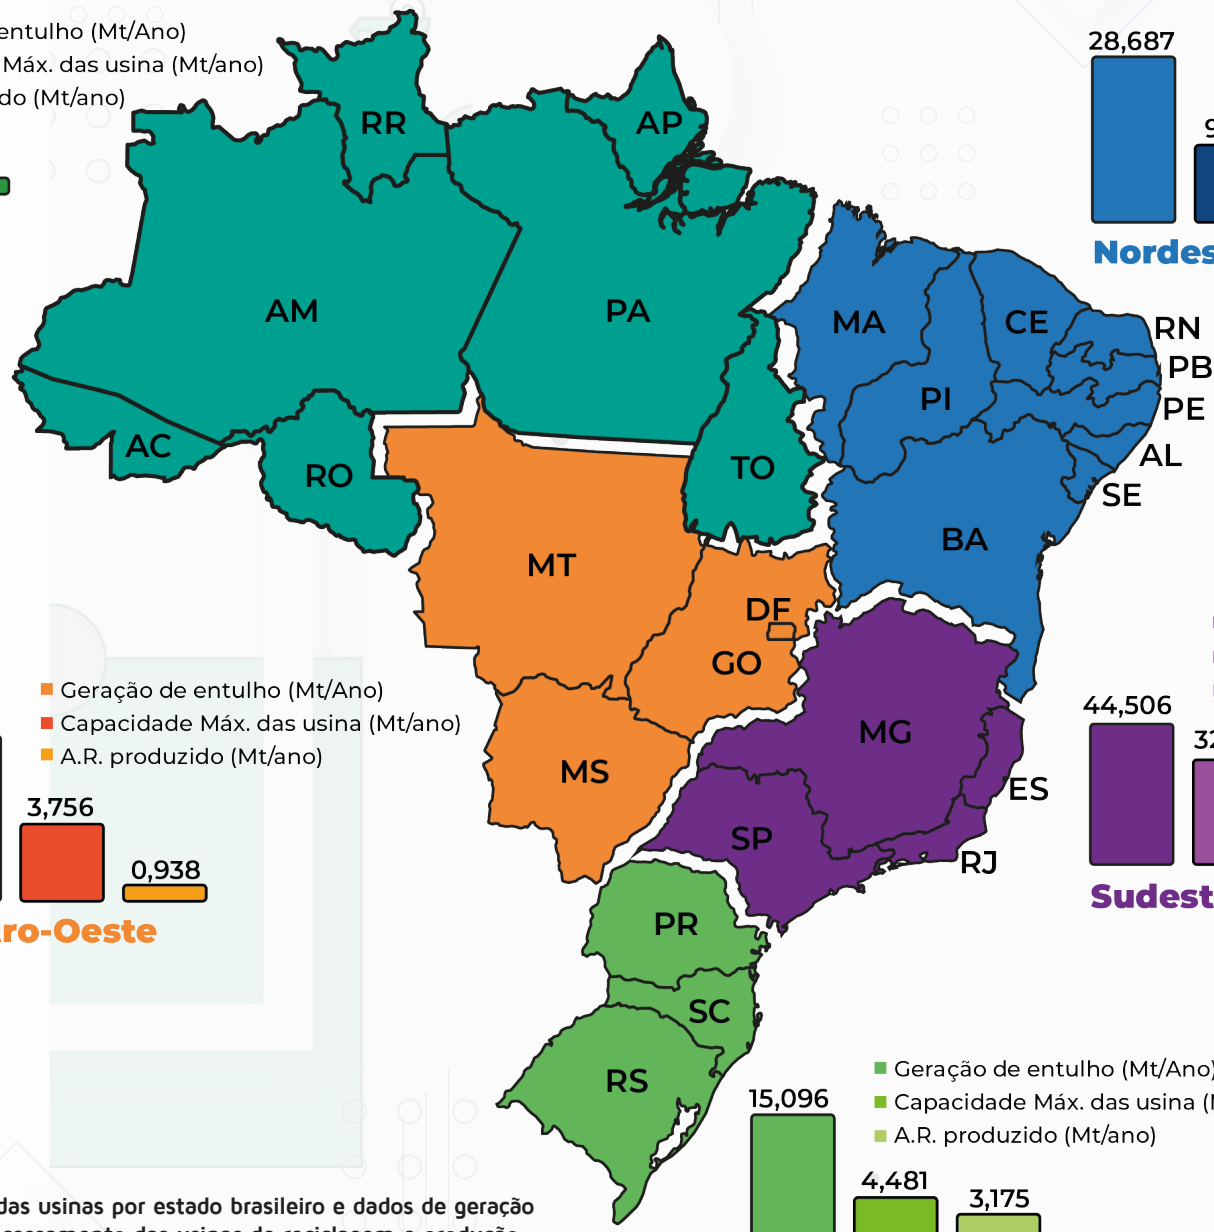 entulho (Mt/Ano)
Máx. das usina (Mt/ano)
do (Mt/ano)
28,687
9
Nordes
RR
AP
AM
PA
MA
CE
RN
PB
PE
AL
SE
PI
AC
RO
TO
BA
MT
DF
GO
MG
MS
ES
SP
RJ
PR
SC
RS
Geração de entulho (Mt/Ano)
Capacidade Máx. das usina (Mt/ano)
A.R. produzido (Mt/ano)
3,756
0,938
ro-Oeste
44,506
32
Sudest
Geração de entulho (Mt/Ano)
Capacidade Máx. das usina (
A.R. produzido (Mt/ano)
15,096
4,481
3,175
das usinas por estado brasileiro e dados de geração